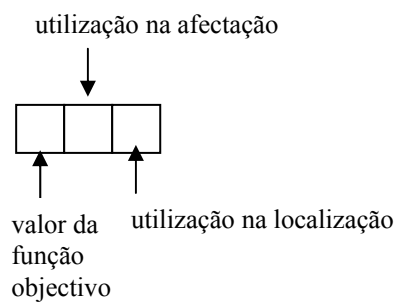 utilização na afectação
utilização na localização
valor da
função
objectivo